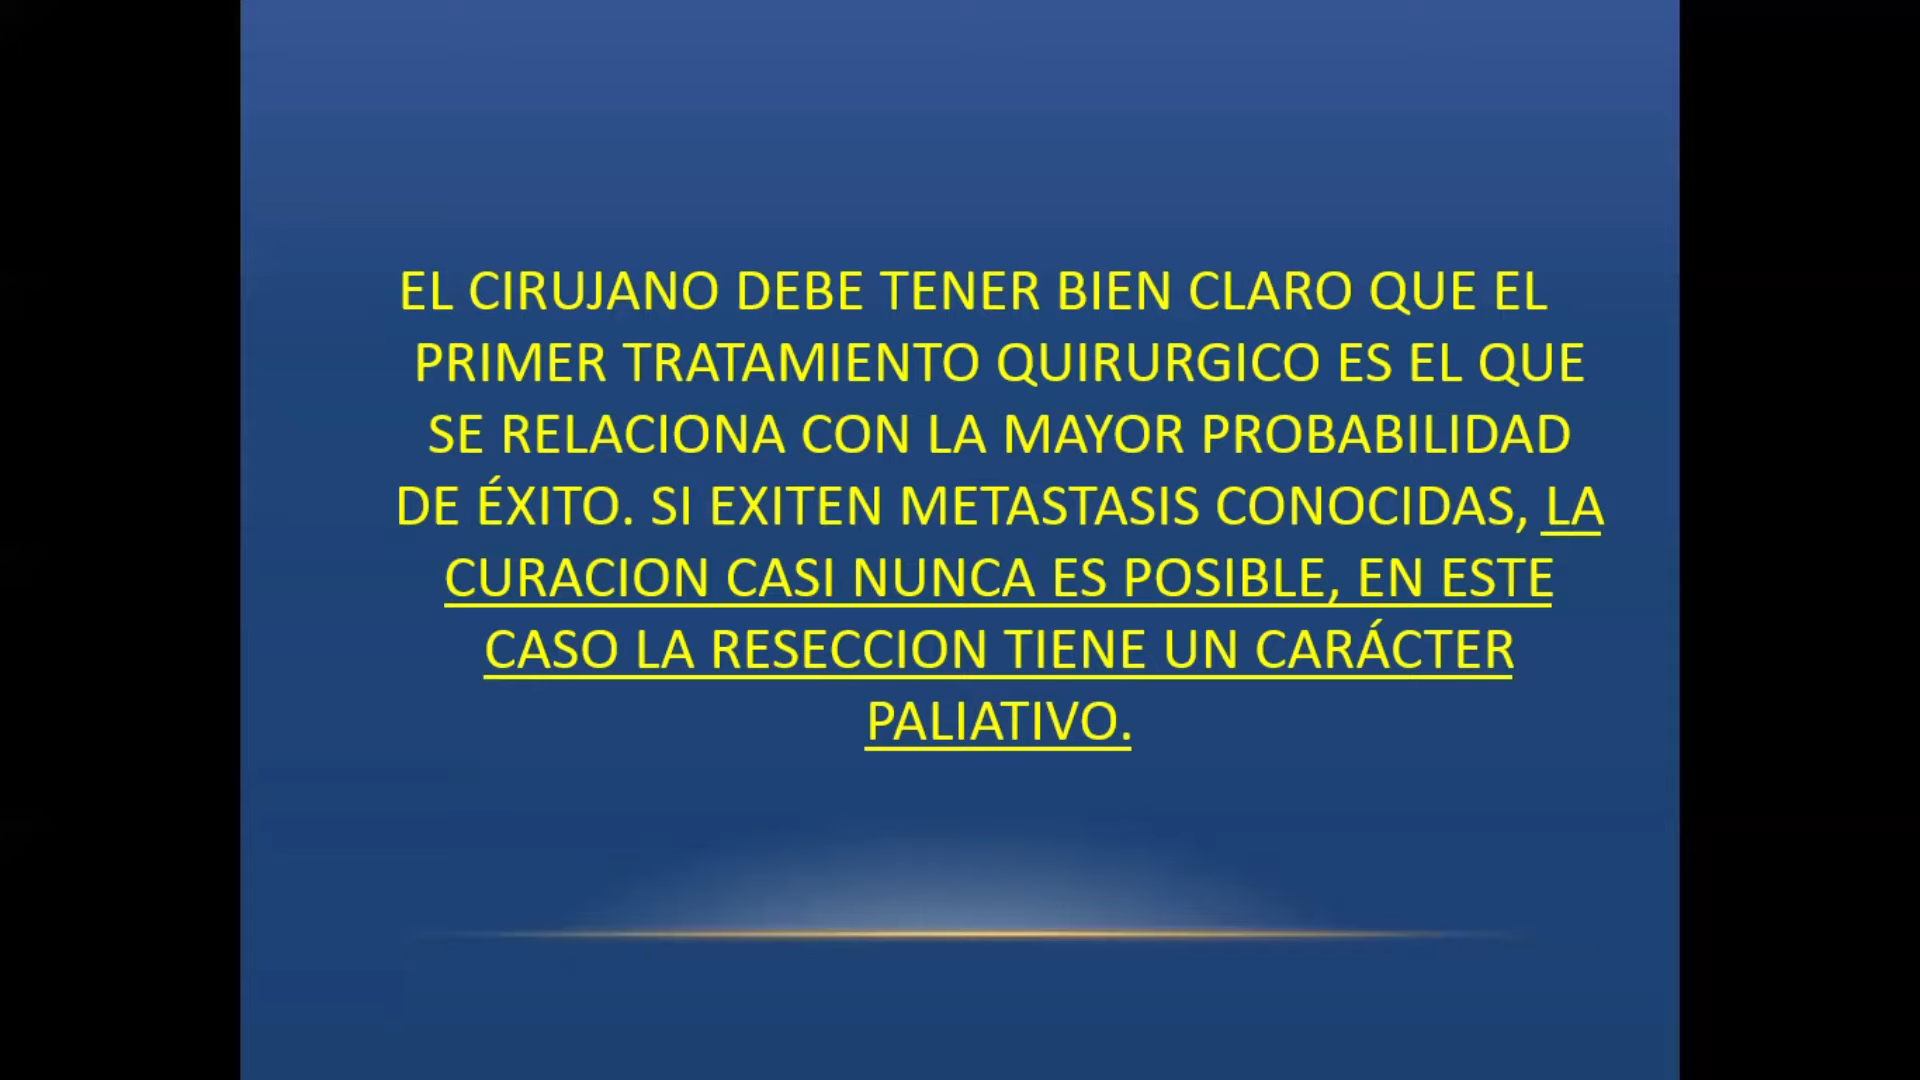 EL CIRUJANO DEBE TENER BIEN CLARO QUE EL
PRIMER TRATAMIENTO QUIRURGICO ES EL QUE
SE RELACIONA CON LA MAYOR PROBABILIDAD
DE ÉXITO. SI EXITEN METASTASIS CONOCIDAS, LA
CURACION CASI NUNCA ES POSIBLE, EN ESTE
CASO LA RESECCION TIENE UN CARÁCTER
PALIATIVO.